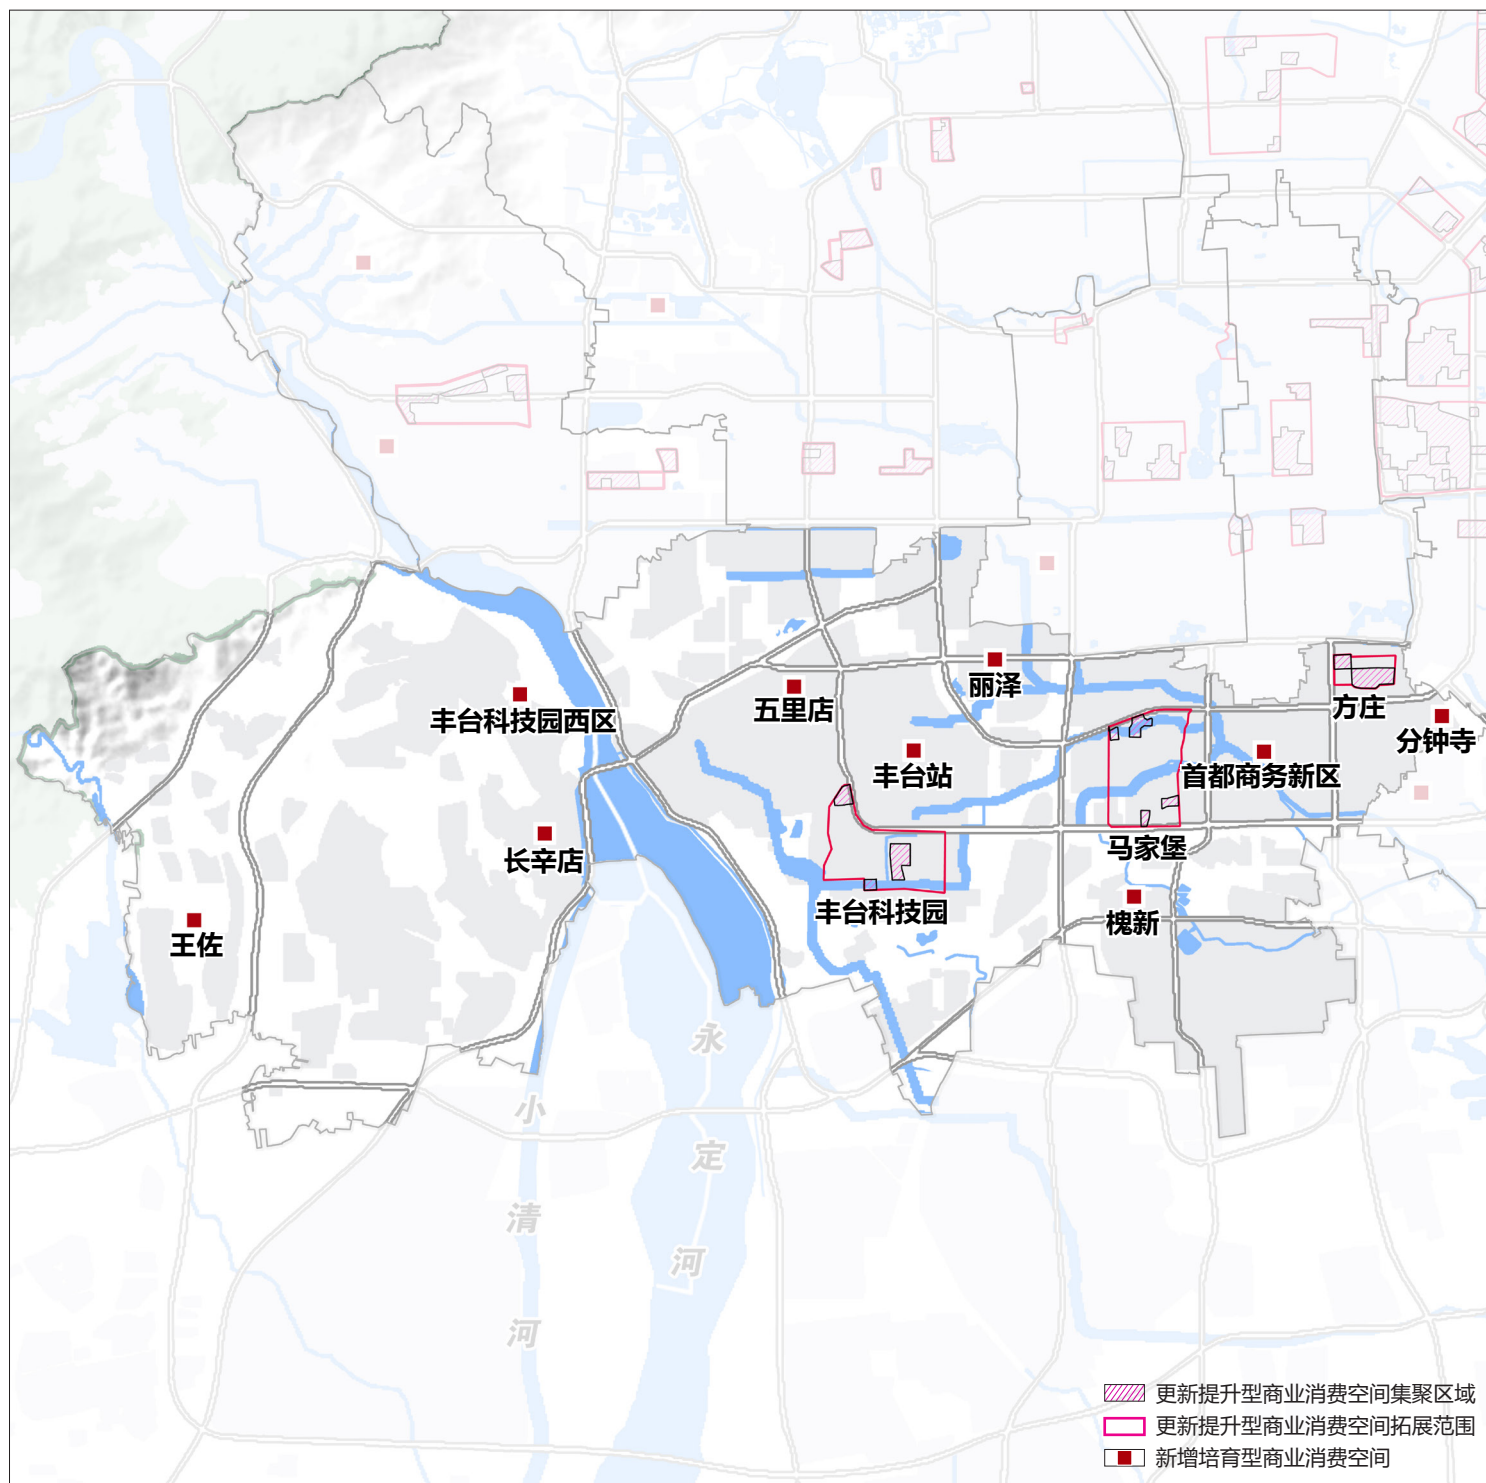 丽泽
五里店
丰台科技园西区
方庄
分钟寺
丰台站
首都商务新区
马家堡
长辛店
丰台科技园
槐新
王佐
永定河
小清河
更新提升型商业消费空间集聚区域
更新提升型商业消费空间拓展范围
新增培育型商业消费空间